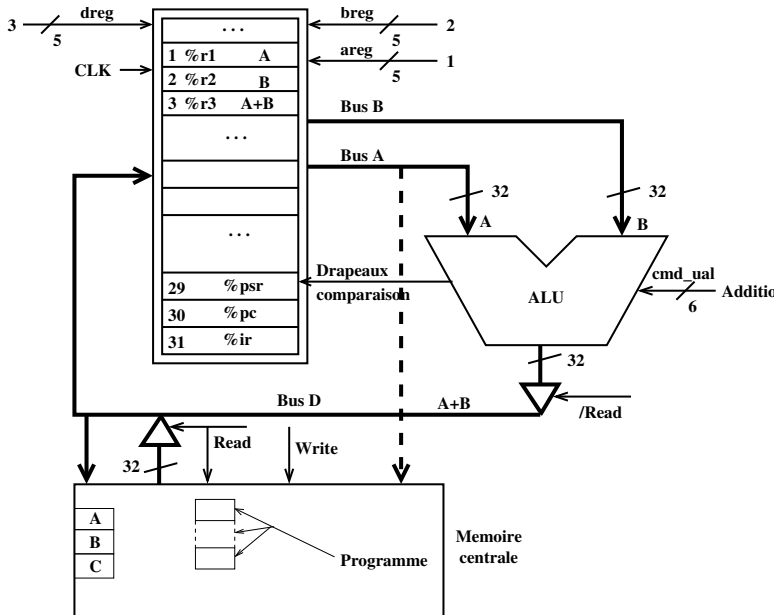 dreg
3
5
breg
5
2
areg
5
1
CLK
...
1 %r1 A
2 %r2 B
3 %r3 A+B
...
...
29 %psr
30 %pc
31 %ir
Bus B
Bus A
32
32
A
B
Drapeaux
comparaison
ALU
cmd_ual
6
Additio
32
Bus D
A+B
/Read
Read
Write
32
A
B
C
Programme
Memoire
centrale